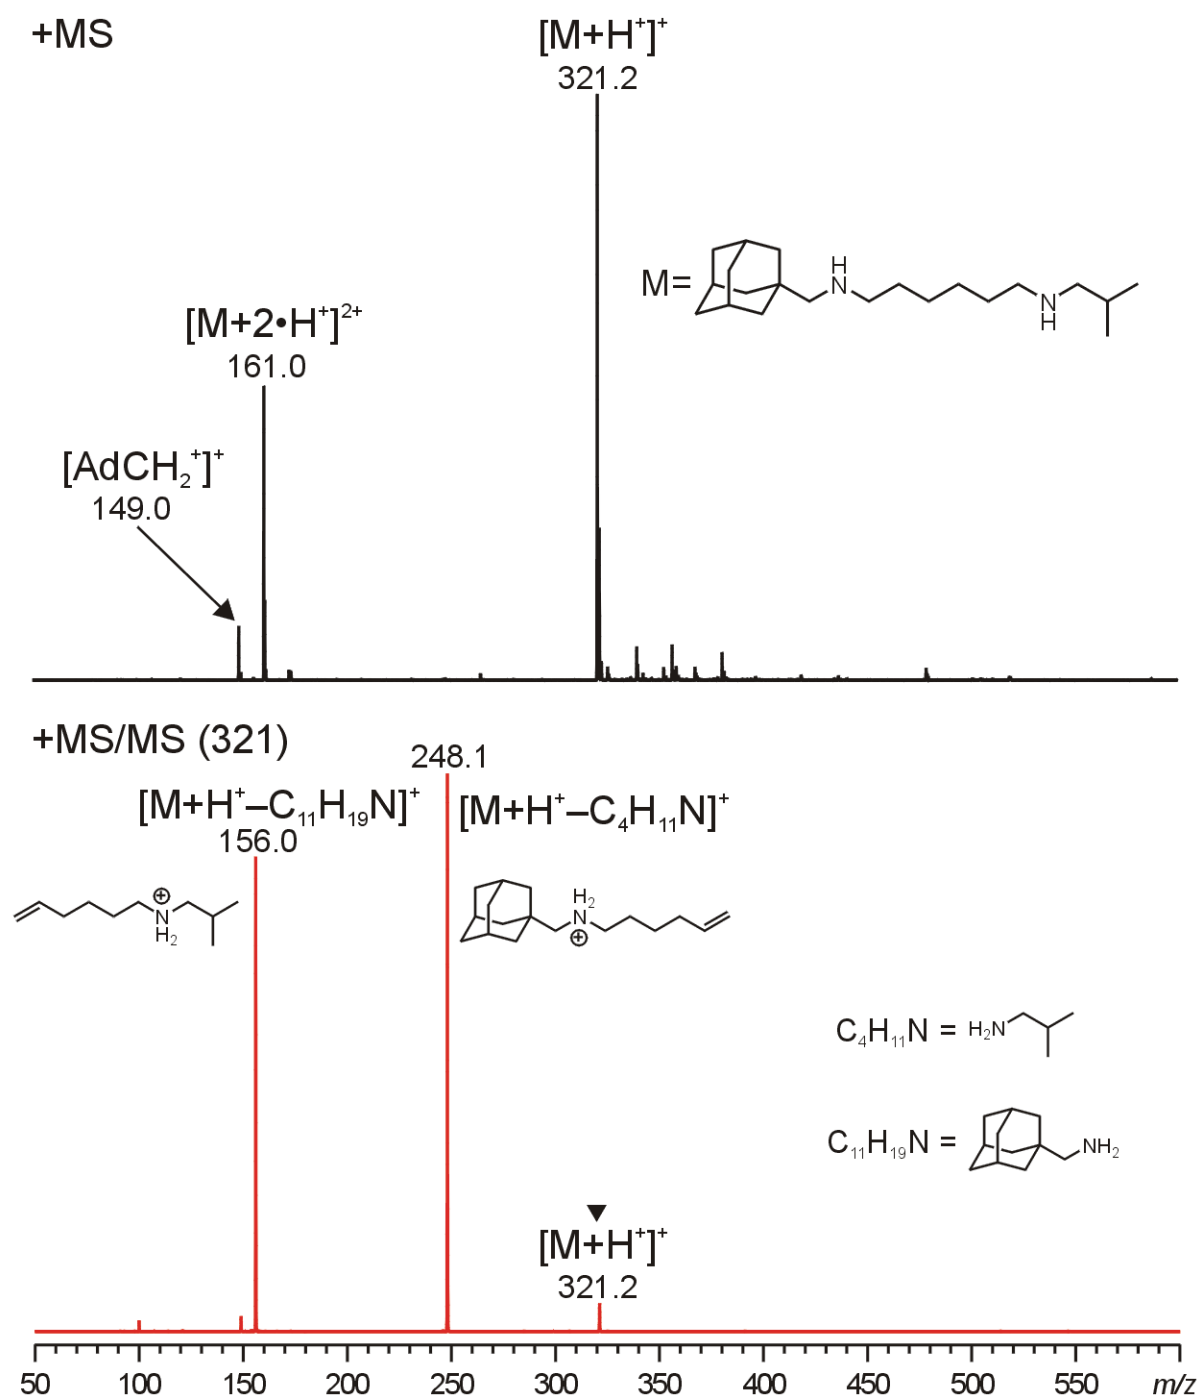 +MS
[M+H⁺]⁺
321.2
M=
H
N
N
H
[M+2•H⁺]²⁺
161.0
[AdCH₂⁺]⁺
149.0
+MS/MS (321)
248.1
[M+H⁺–C₁₁H₁₉N]⁺
[M+H⁺–C₄H₁₁N]⁺
156.0
⊕
N
H₂
H₂
N
⊕
C₄H₁₁N = H₂N
C₁₁H₁₉N = NH₂
[M+H⁺]⁺
321.2
50 100 150 200 250 300 350 400 450 500 550 m/z